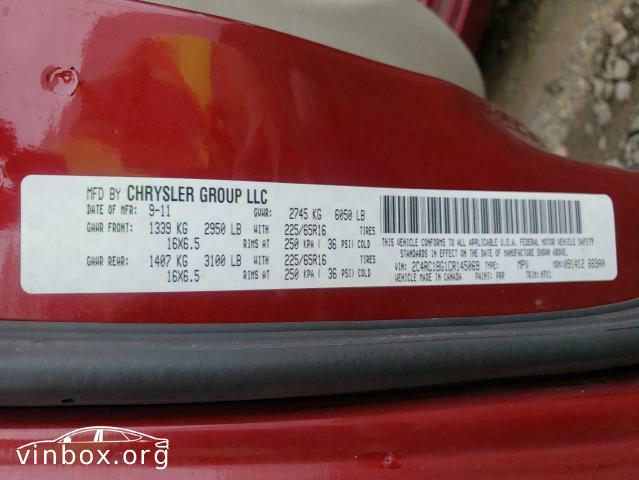 MFD BY CHRYSLER GROUP LLC
DATE OF MFR: 9-11 GVWR: 2745 KG 6050 LB
GAWR FRONT: 1339 KG 2950 LB WITH 225/65R16 TIRES
16X6.5 RIMS AT 250 KPA ( 36 PSI) COLD
GAWR REAR: 1407 KG 3100 LB WITH 225/65R16 TIRES
16X6.5 RIMS AT 250 KPA ( 36 PSI) COLD
THIS VEHICLE CONFORMS TO ALL APPLICABLE U.S.A. FEDERAL MOTOR VEHICLE SAFETY
STANDARDS IN EFFECT ON THE DATE OF MANUFACTURE SHOWN ABOVE.
VIN: 2C4RC1BG1CR145069 TYPE: MPV MDH: 091412 669AA
VEHICLE MADE IN CANADA PAINT: PRP TRIM:
vinbox.org